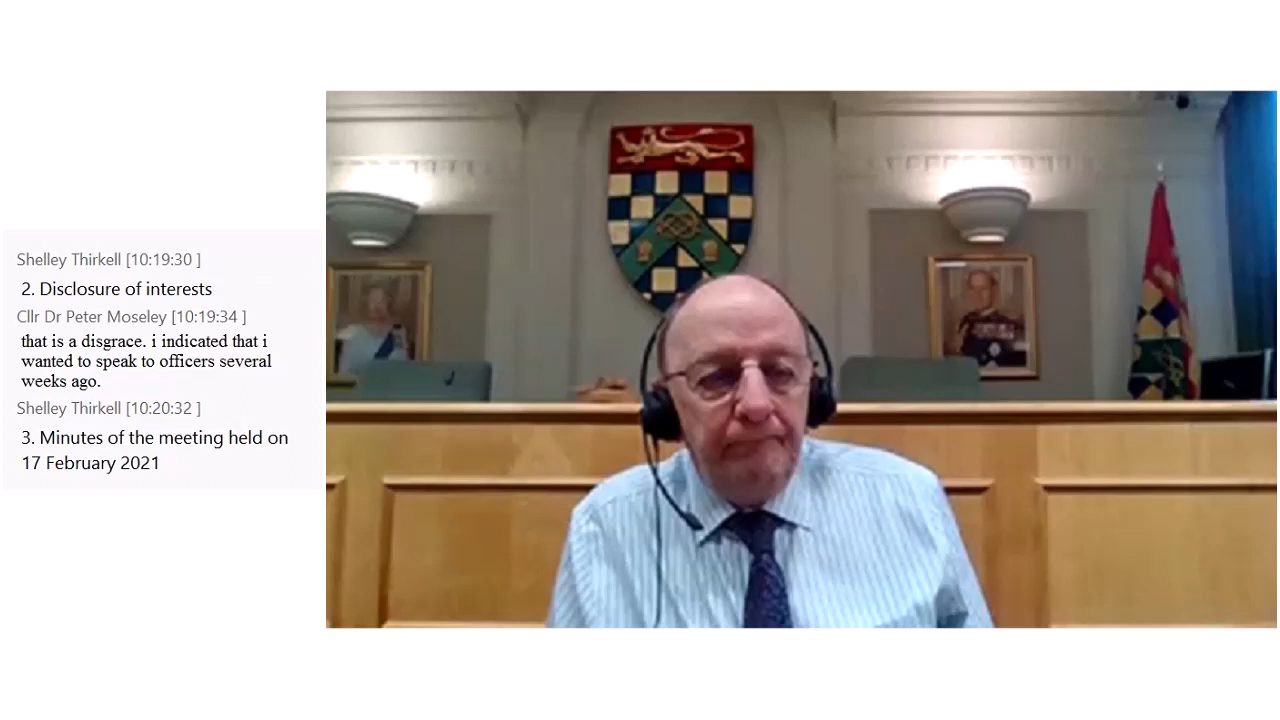 Shelley Thirkell [10:19:30 ]
2. Disclosure of interests
Cllr Dr Peter Moseley [10:19:34 ]
that is a disgrace. i indicated that i
wanted to speak to officers several
weeks ago.
Shelley Thirkell [10:20:32 ]
3. Minutes of the meeting held on
17 February 2021